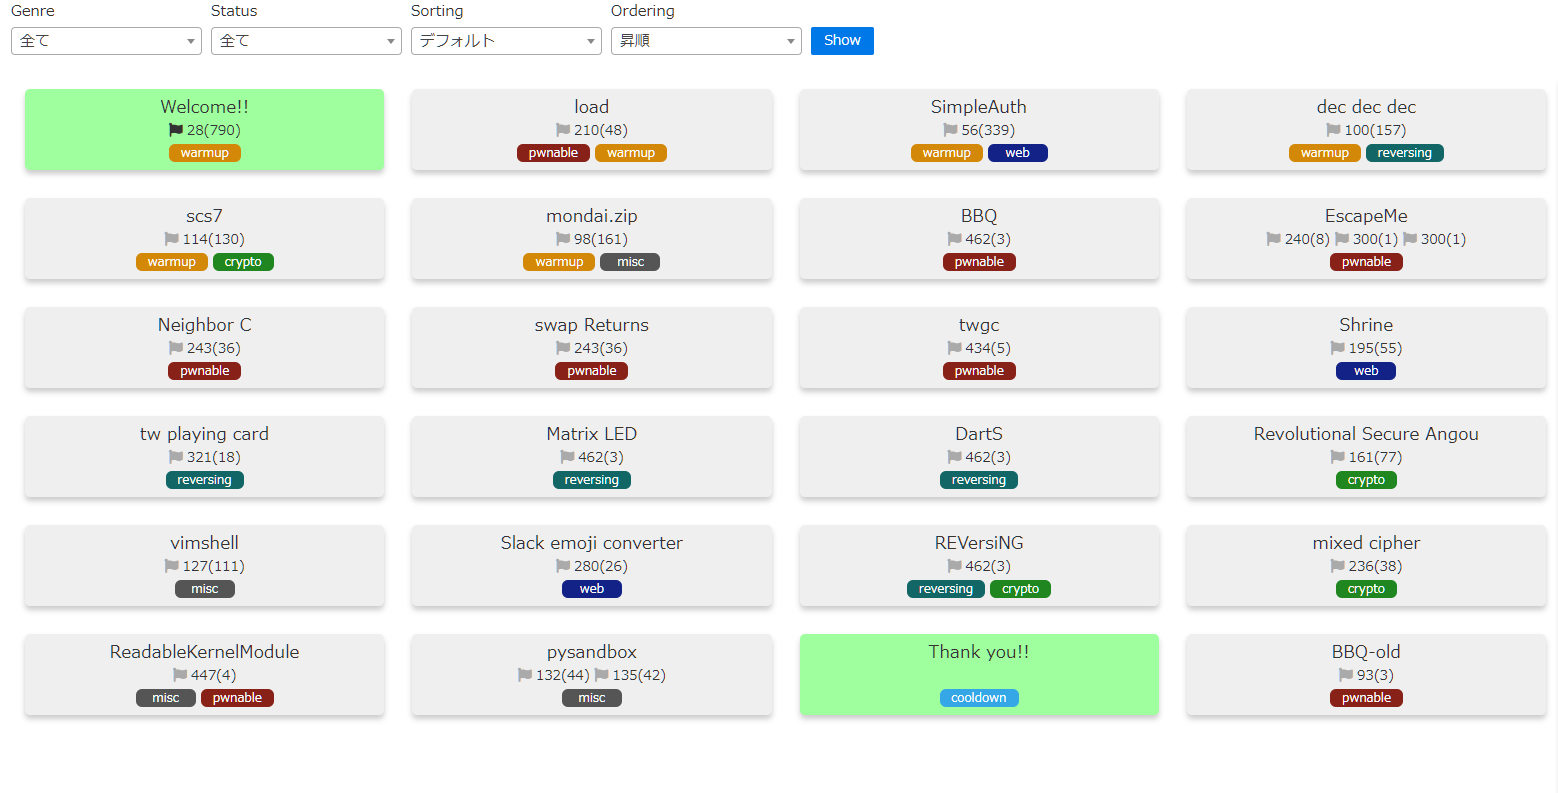 Genre Status Sorting Ordering
全て 全て デフォルト 昇順 Show
Welcome!! load SimpleAuth dec dec dec
28(790) 210(48) 56(339) 100(157)
warmup pwnable warmup warmup web warmup reversing
scs7 mondai.zip BBQ EscapeMe
114(130) 98(161) 462(3) 240(8) 300(1) 300(1)
warmup crypto warmup misc pwnable pwnable
Neighbor C swap Returns twgc Shrine
243(36) 243(36) 434(5) 195(55)
pwnable pwnable pwnable web
tw playing card Matrix LED DartS Revolutional Secure Angou
321(18) 462(3) 462(3) 161(77)
reversing reversing reversing crypto
vimshell Slack emoji converter REVersiNG mixed cipher
127(111) 280(26) 462(3) 236(38)
misc web reversing crypto crypto
ReadableKernelModule pysandbox Thank you!! BBQ-old
447(4) 132(44) 135(42) 93(3)
misc pwnable misc cooldown pwnable